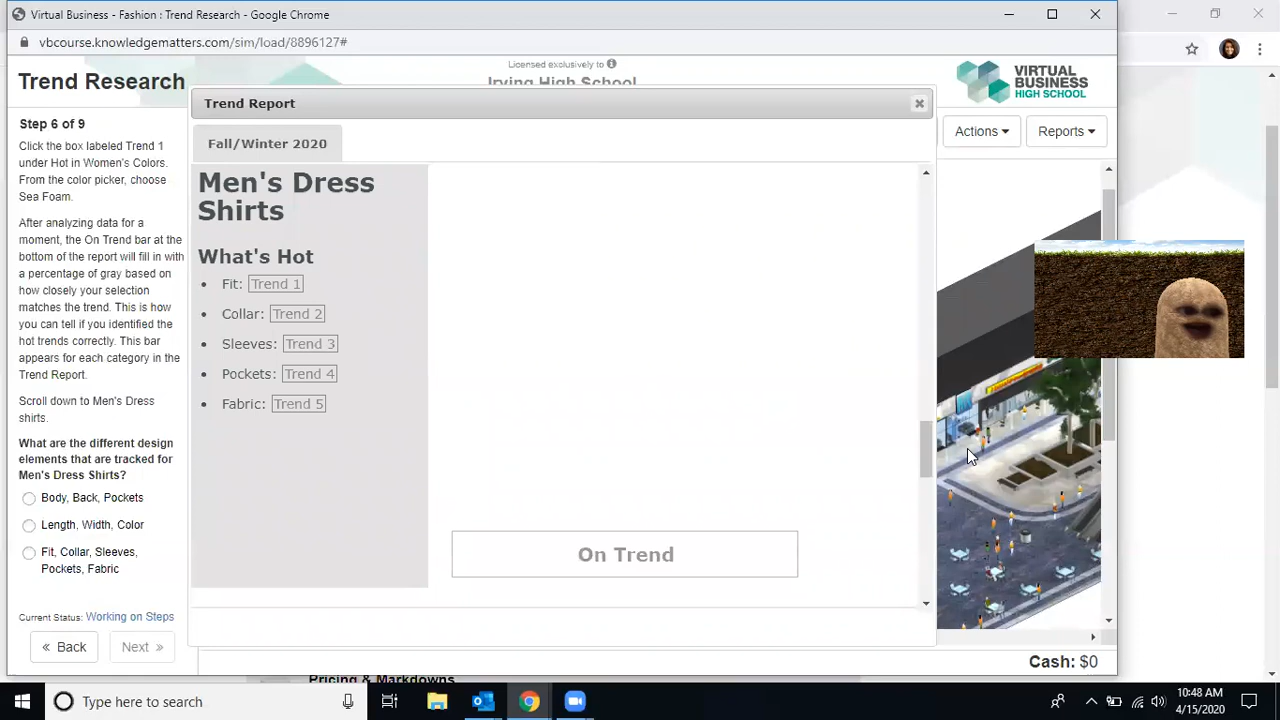 Virtual Business - Fashion : Trend Research - Google Chrome
vbcourse.knowledgematters.com/sim/load/8896127#
Trend Research
Licensed exclusively to
Irving High School
VIRTUAL
BUSINESS
HIGH SCHOOL
Actions
Reports
Step 6 of 9
Click the box labeled Trend 1
under Hot in Women's Colors.
From the color picker, choose
Sea Foam.
After analyzing data for a
moment, the On Trend bar at the
bottom of the report will fill in with
a percentage of gray based on
how closely your selection
matches the trend. This is how
you can tell if you identified the
hot trends correctly. This bar
appears for each category in the
Trend Report.
Scroll down to Men's Dress
shirts.
What are the different design
elements that are tracked for
Men's Dress Shirts?
Body, Back, Pockets
Length, Width, Color
Fit, Collar, Sleeves,
Pockets, Fabric
Current Status: Working on Steps
« Back
Next »
Trend Report
Fall/Winter 2020
Men's Dress
Shirts
What's Hot
• Fit: Trend 1
• Collar: Trend 2
• Sleeves: Trend 3
• Pockets: Trend 4
• Fabric: Trend 5
On Trend
Cash: $0
Pricing & Markdowns
Type here to search
10:48 AM
4/15/2020